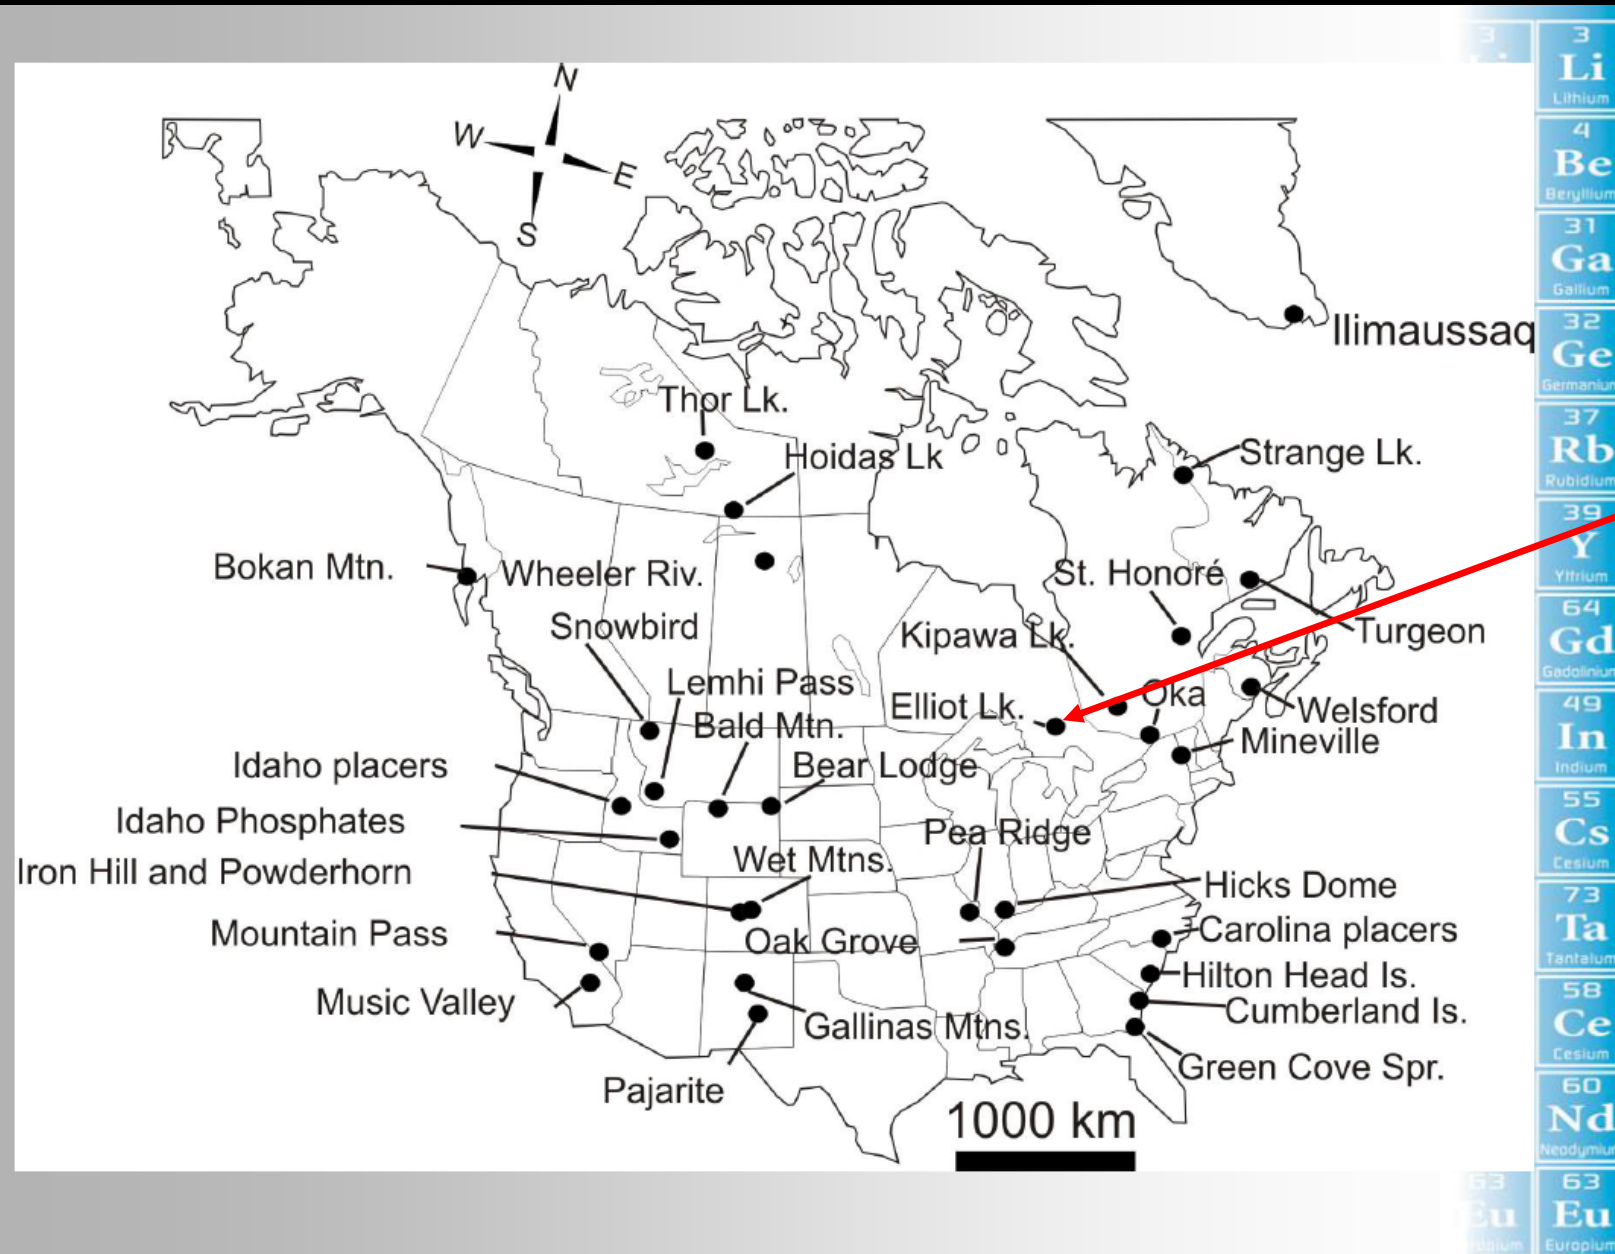 N
W
E
S
Ilimaussaq
Thor Lk.
Hoidas Lk
Strange Lk.
Bokan Mtn.
Wheeler Riv.
St. Honoré
Snowbird
Kipawa Lk.
Turgeon
Lemhi Pass
Elliot Lk.
Oka
Welsford
Bald Mtn.
Mineville
Idaho placers
Bear Lodge
Idaho Phosphates
Pea Ridge
Iron Hill and Powderhorn
Wet Mtns.
Hicks Dome
Mountain Pass
Oak Grove
Carolina placers
Hilton Head Is.
Music Valley
Cumberland Is.
Gallinas Mtns.
Green Cove Spr.
Pajarite
1000 km
3
3
Li
Lithium
4
Be
Beryllium
31
Ga
Gallium
32
Ge
Germanium
37
Rb
Rubidium
39
Y
Yttrium
64
Gd
Gadolinium
49
In
Indium
55
Cs
Cesium
73
Ta
Tantalum
58
Ce
Cesium
60
Nd
Neodymium
63
Eu
63
Eu
Europium